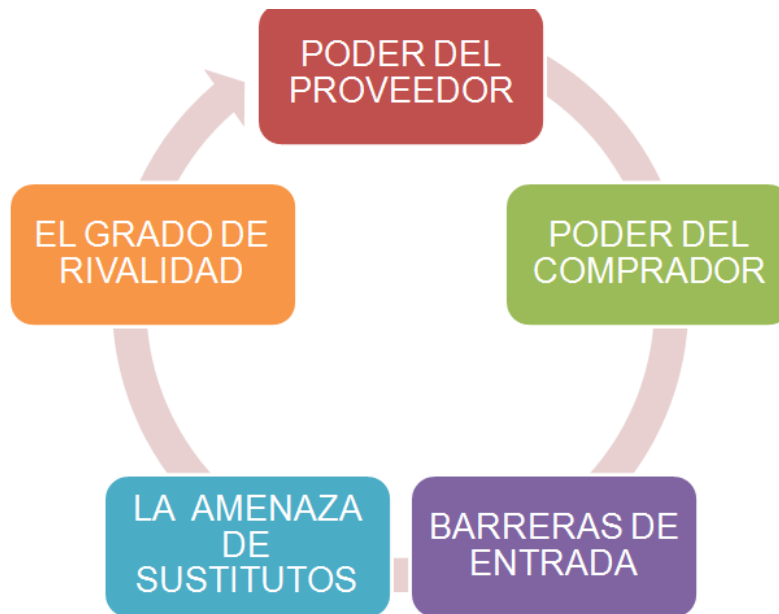 PODER DEL
PROVEEDOR
PODER DEL
COMPRADOR
BARRERAS DE
ENTRADA
LA AMENAZA
DE
SUSTITUTOS
EL GRADO DE
RIVALIDAD